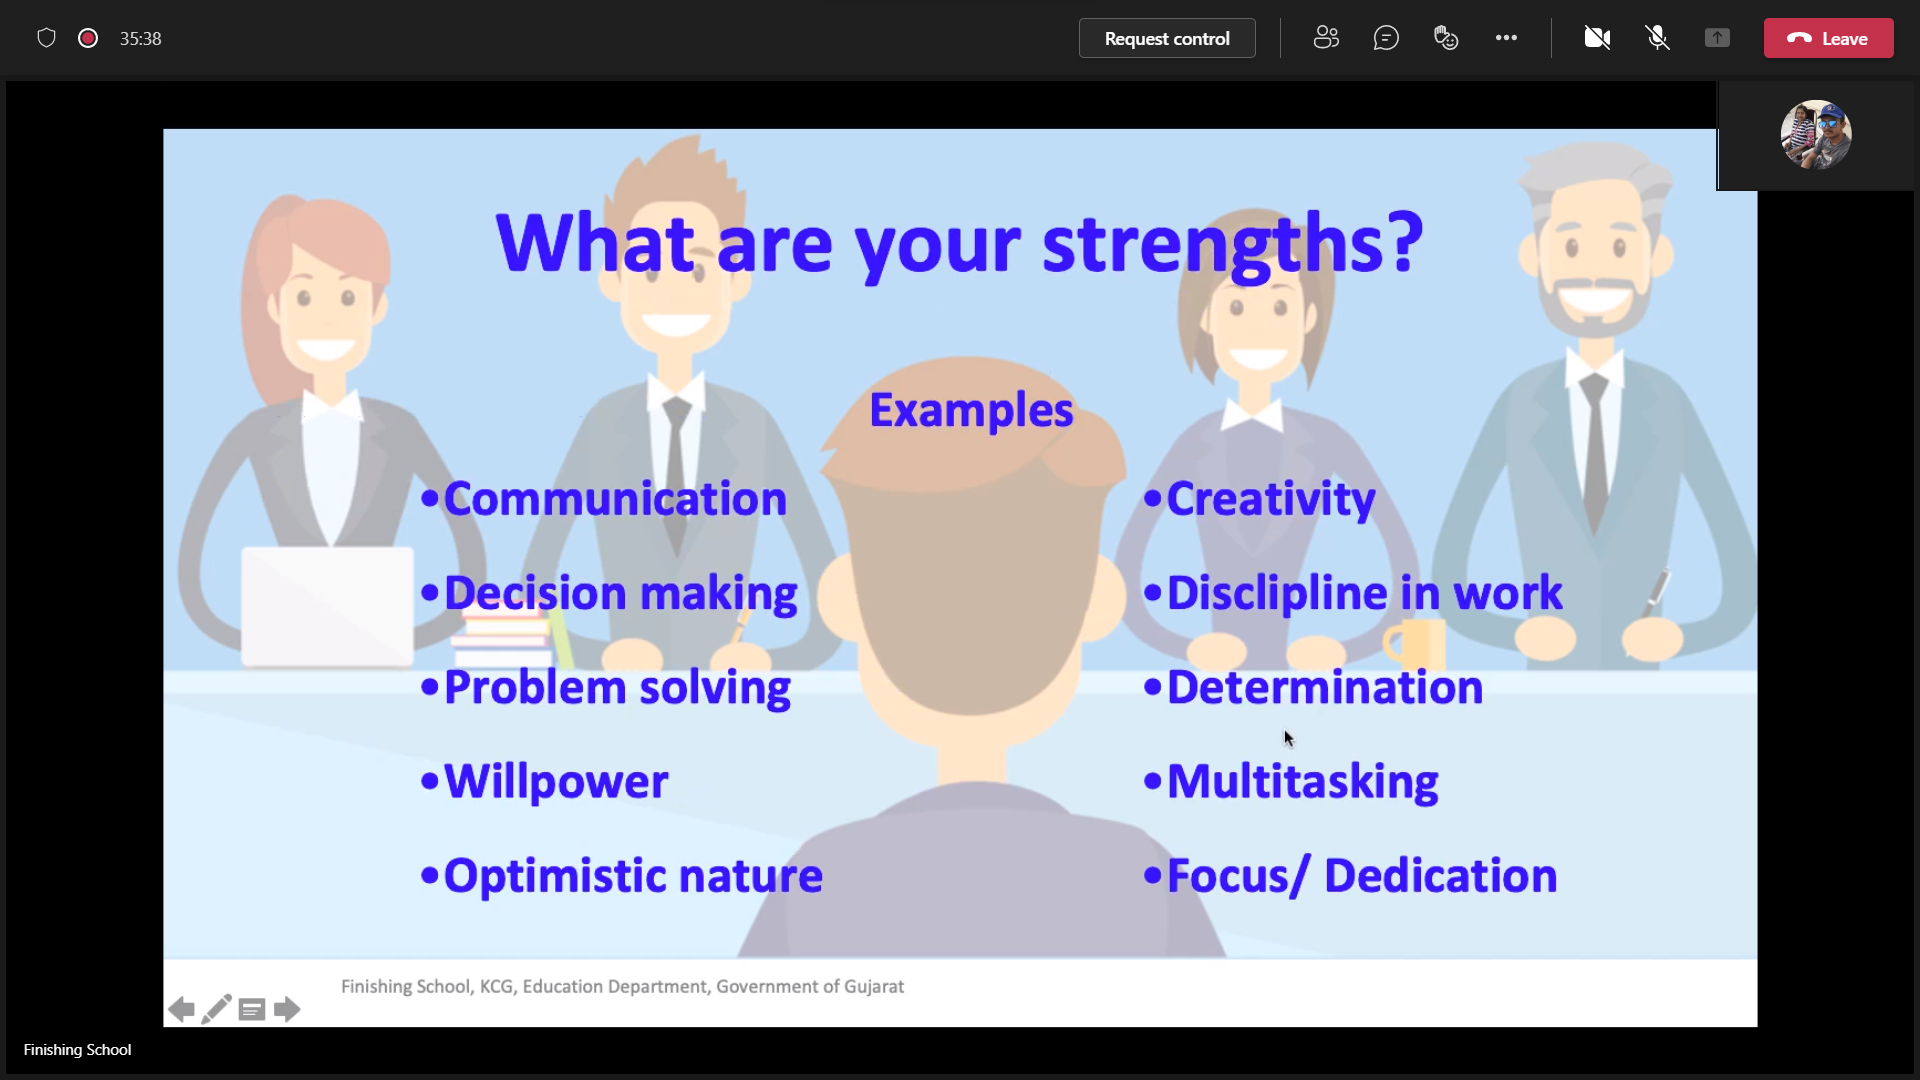 35:38
Request control
Leave
What are your strengths?
Examples
•Communication
•Decision making
•Problem solving
•Willpower
•Optimistic nature
•Creativity
•Disclipline in work
•Determination
•Multitasking
•Focus/ Dedication
Finishing School, KCG, Education Department, Government of Gujarat
Finishing School